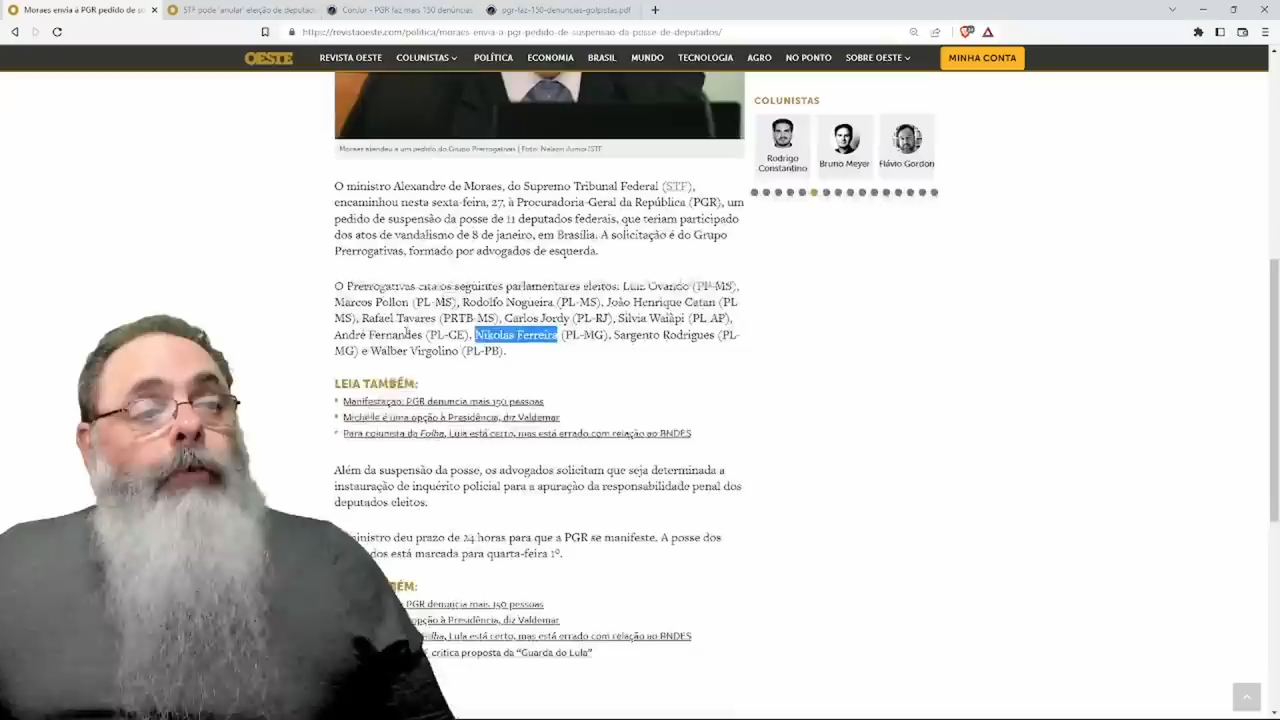 Moraes envia à PGR pedido de su
STF pode 'anular' eleição de deputado
Conjur - PGR faz mais 150 denúncias
pgr-faz-150-denuncias-golpistas.pdf
https://revistaoeste.com/politica/moraes-envia-a-pgr-pedido-de-suspensao-da-posse-de-deputados/
OESTE
REVISTA OESTE COLUNISTAS POLÍTICA ECONOMIA BRASIL MUNDO TECNOLOGIA AGRO NO PONTO SOBRE OESTE MINHA CONTA
Moraes atendeu a um pedido do Grupo Prerrogativas | Foto: Nelson Junior/STF
COLUNISTAS
Rodrigo Constantino
Bruno Meyer
Flávio Gordon
O ministro Alexandre de Moraes, do Supremo Tribunal Federal (STF),
encaminhou nesta sexta-feira, 27, à Procuradoria-Geral da República (PGR), um
pedido de suspensão da posse de 11 deputados federais, que teriam participado
dos atos de vandalismo de 8 de janeiro, em Brasília. A solicitação é do Grupo
Prerrogativas, formado por advogados de esquerda.
O Prerrogativas cita os seguintes parlamentares eleitos: Luiz Ovando (PL-MS),
Marcos Pollon (PL-MS), Rodolfo Nogueira (PL-MS), João Henrique Catan (PL
MS), Rafael Tavares (PRTB-MS), Carlos Jordy (PL-RJ), Silvia Waiãpi (PL AP),
André Fernandes (PL-CE), Nikolas Ferreira (PL-MG), Sargento Rodrigues (PL-
MG) e Walber Virgolino (PL-PB).
LEIA TAMBÉM:
Manifestação: PGR denuncia mais 150 pessoas
Michelle é uma opção à Presidência, diz Valdemar
Para colunista da Folha, Lula está certo, mas está errado com relação ao BNDES
Além da suspensão da posse, os advogados solicitam que seja determinada a
instauração de inquérito policial para a apuração da responsabilidade penal dos
deputados eleitos.
ministro deu prazo de 24 horas para que a PGR se manifeste. A posse dos
dos está marcada para quarta-feira 1º.
ÉM:
PGR denuncia mais 150 pessoas
opção à Presidência, diz Valdemar
Folha, Lula está certo, mas está errado com relação ao BNDES
critica proposta da “Guarda do Lula”